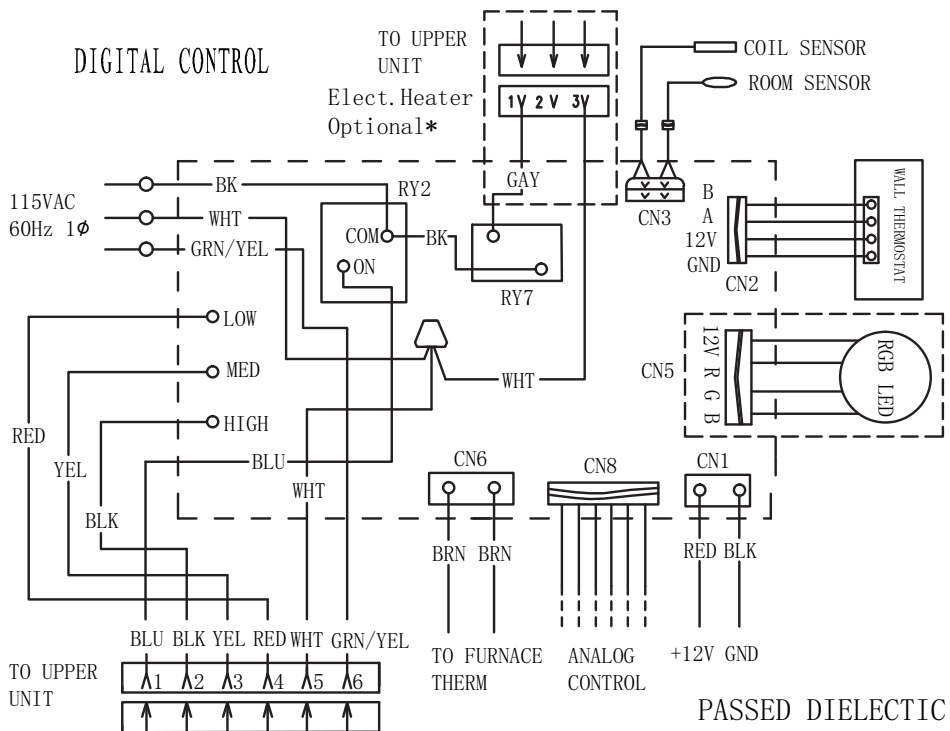 DIGITAL CONTROL
TO UPPER
UNIT
Elect.Heater
Optional*
1 2 3
COIL SENSOR
ROOM SENSOR
GAY
CN3
115VAC
60Hz 1ϕ
BK
WHT
GRN/YEL
RY2
COM
ON
BK
RY7
B
A
12V
GND
CN2
WALL THERMOSTAT
LOW
MED
HIGH
WHT
CN5
12V R G B
RGB LED
RED
YEL
BLK
BLU
WHT
CN6
CN8
CN1
BRN BRN
RED BLK
TO FURNACE
THERM
ANALOG
CONTROL
+12V GND
BLU BLK YEL RED WHT GRN/YEL
TO UPPER
UNIT
1 2 3 4 5 6
PASSED DIELECTIC